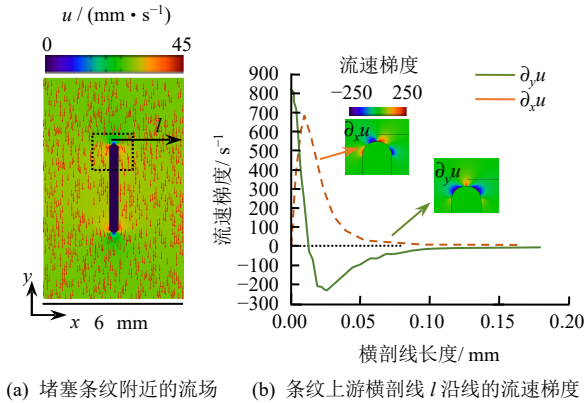 u / (mm · s⁻¹)
0 45
l
y
x 6 mm
(a) 堵塞条纹附近的流场
流速梯度
−250 250
∂ₓu
∂ᵧu
∂ᵧu
∂ₓu
流速梯度/ s⁻¹
900
800
700
600
500
400
300
200
100
0
−100
−200
−300
0.00 0.05 0.10 0.15 0.20
横剖线长度/ mm
(b) 条纹上游横剖线 l 沿线的流速梯度